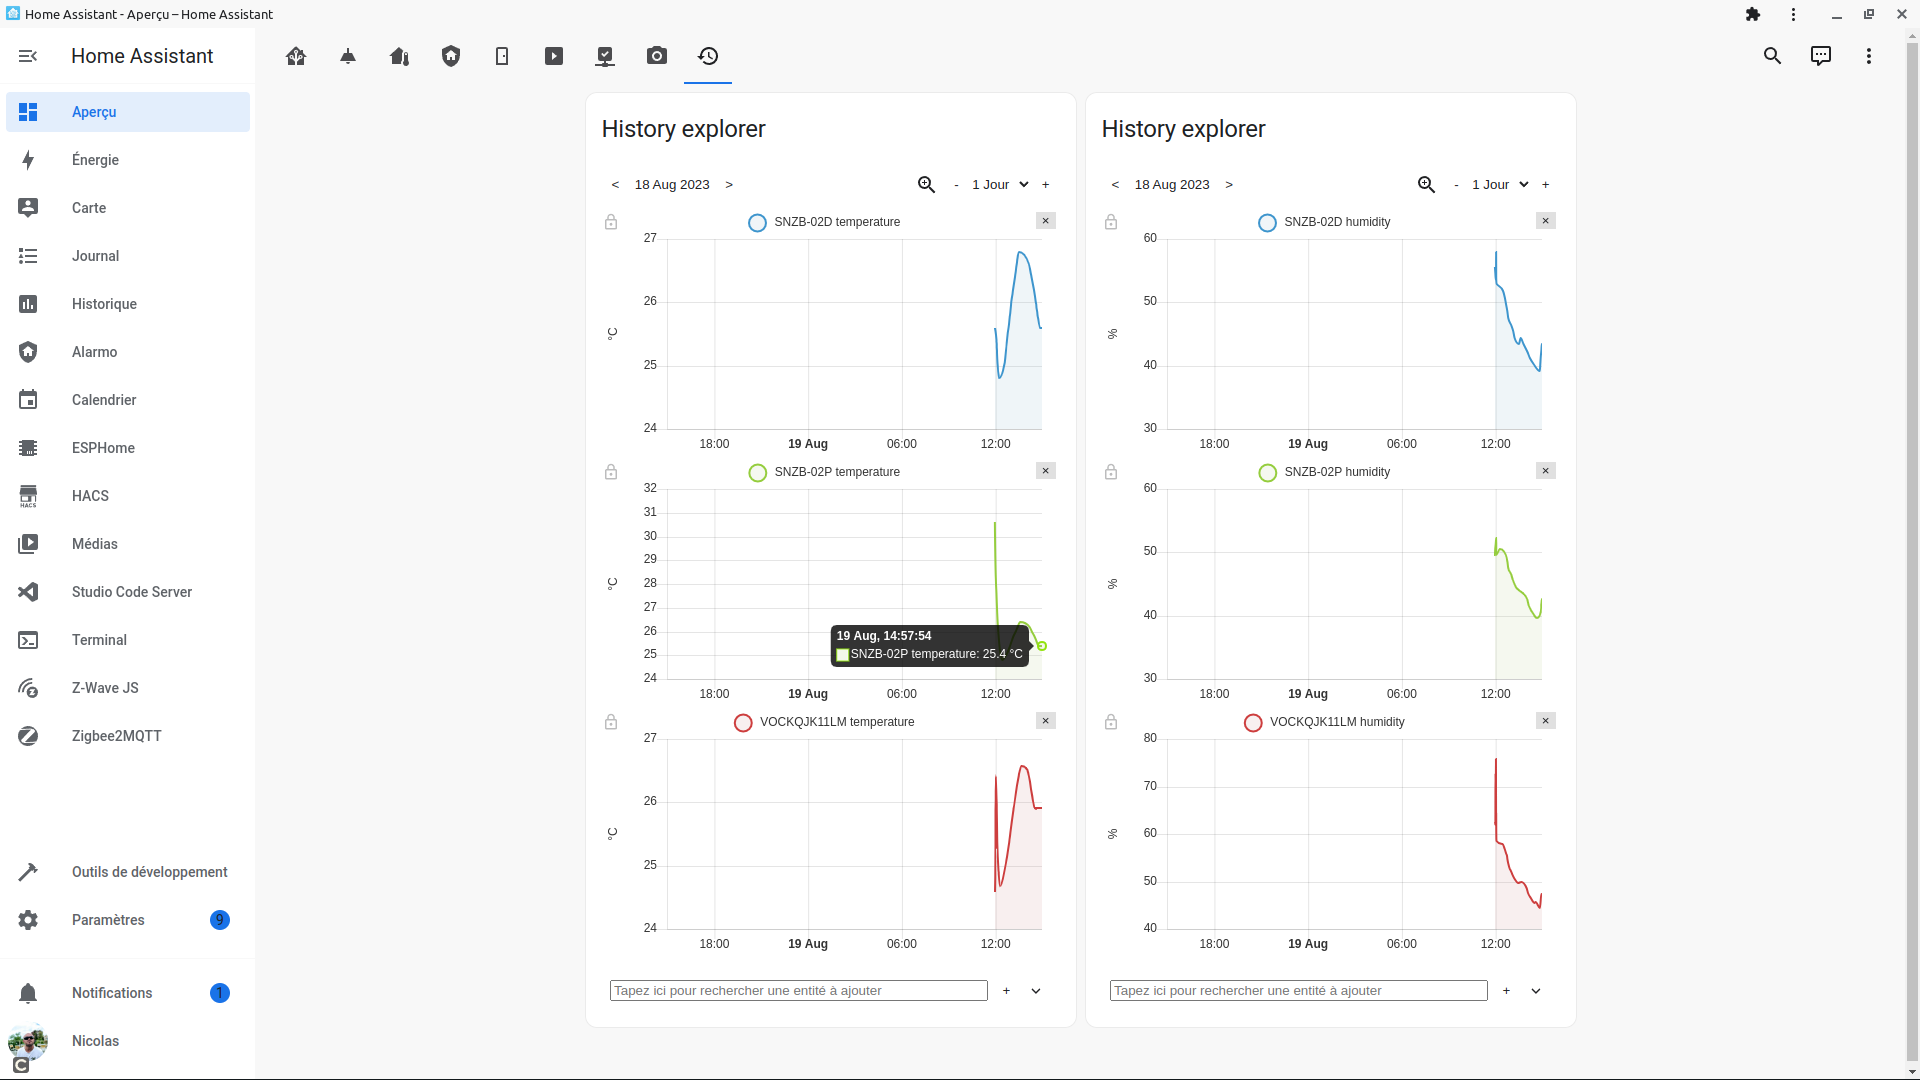 Home Assistant - Aperçu – Home Assistant
Home Assistant
Aperçu
Énergie
Carte
Journal
Historique
Alarmo
Calendrier
ESPHome
HACS
HACS
Médias
Studio Code Server
Terminal
Z-Wave JS
Zigbee2MQTT
Outils de développement
Paramètres 9
Notifications 1
Nicolas
C
History explorer
< 18 Aug 2023 > - 1 Jour +
SNZB-02D temperature ×
27
26
25
24
°C
18:00 19 Aug 06:00 12:00
SNZB-02P temperature ×
32
31
30
29
28
27
26
25
24
°C
19 Aug, 14:57:54
SNZB-02P temperature: 25.4 °C
18:00 19 Aug 06:00 12:00
VOCKQJK11LM temperature ×
27
26
25
24
°C
18:00 19 Aug 06:00 12:00
Tapez ici pour rechercher une entité à ajouter +
History explorer
< 18 Aug 2023 > - 1 Jour +
SNZB-02D humidity ×
60
50
40
30
%
18:00 19 Aug 06:00 12:00
SNZB-02P humidity ×
60
50
40
30
%
18:00 19 Aug 06:00 12:00
VOCKQJK11LM humidity ×
80
70
60
50
40
%
18:00 19 Aug 06:00 12:00
Tapez ici pour rechercher une entité à ajouter +